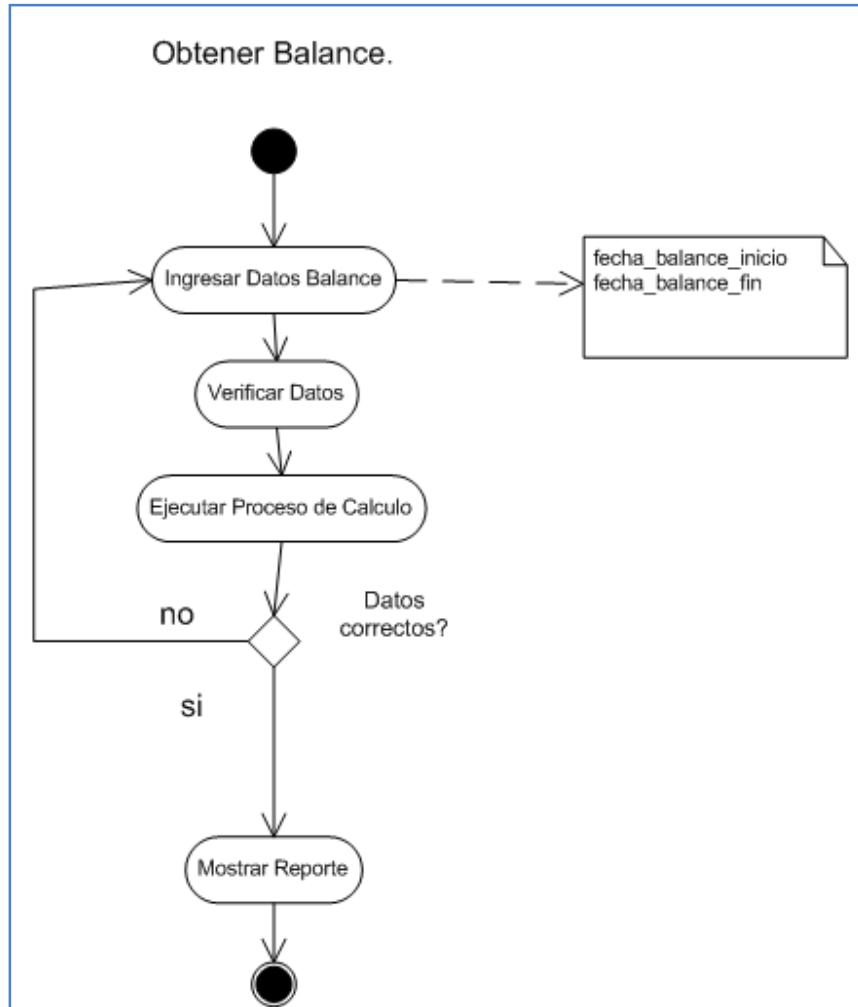 Obtener Balance.
Ingresar Datos Balance
fecha_balance_inicio
fecha_balance_fin
Verificar Datos
Ejecutar Proceso de Calculo
no
Datos
correctos?
si
Mostrar Reporte